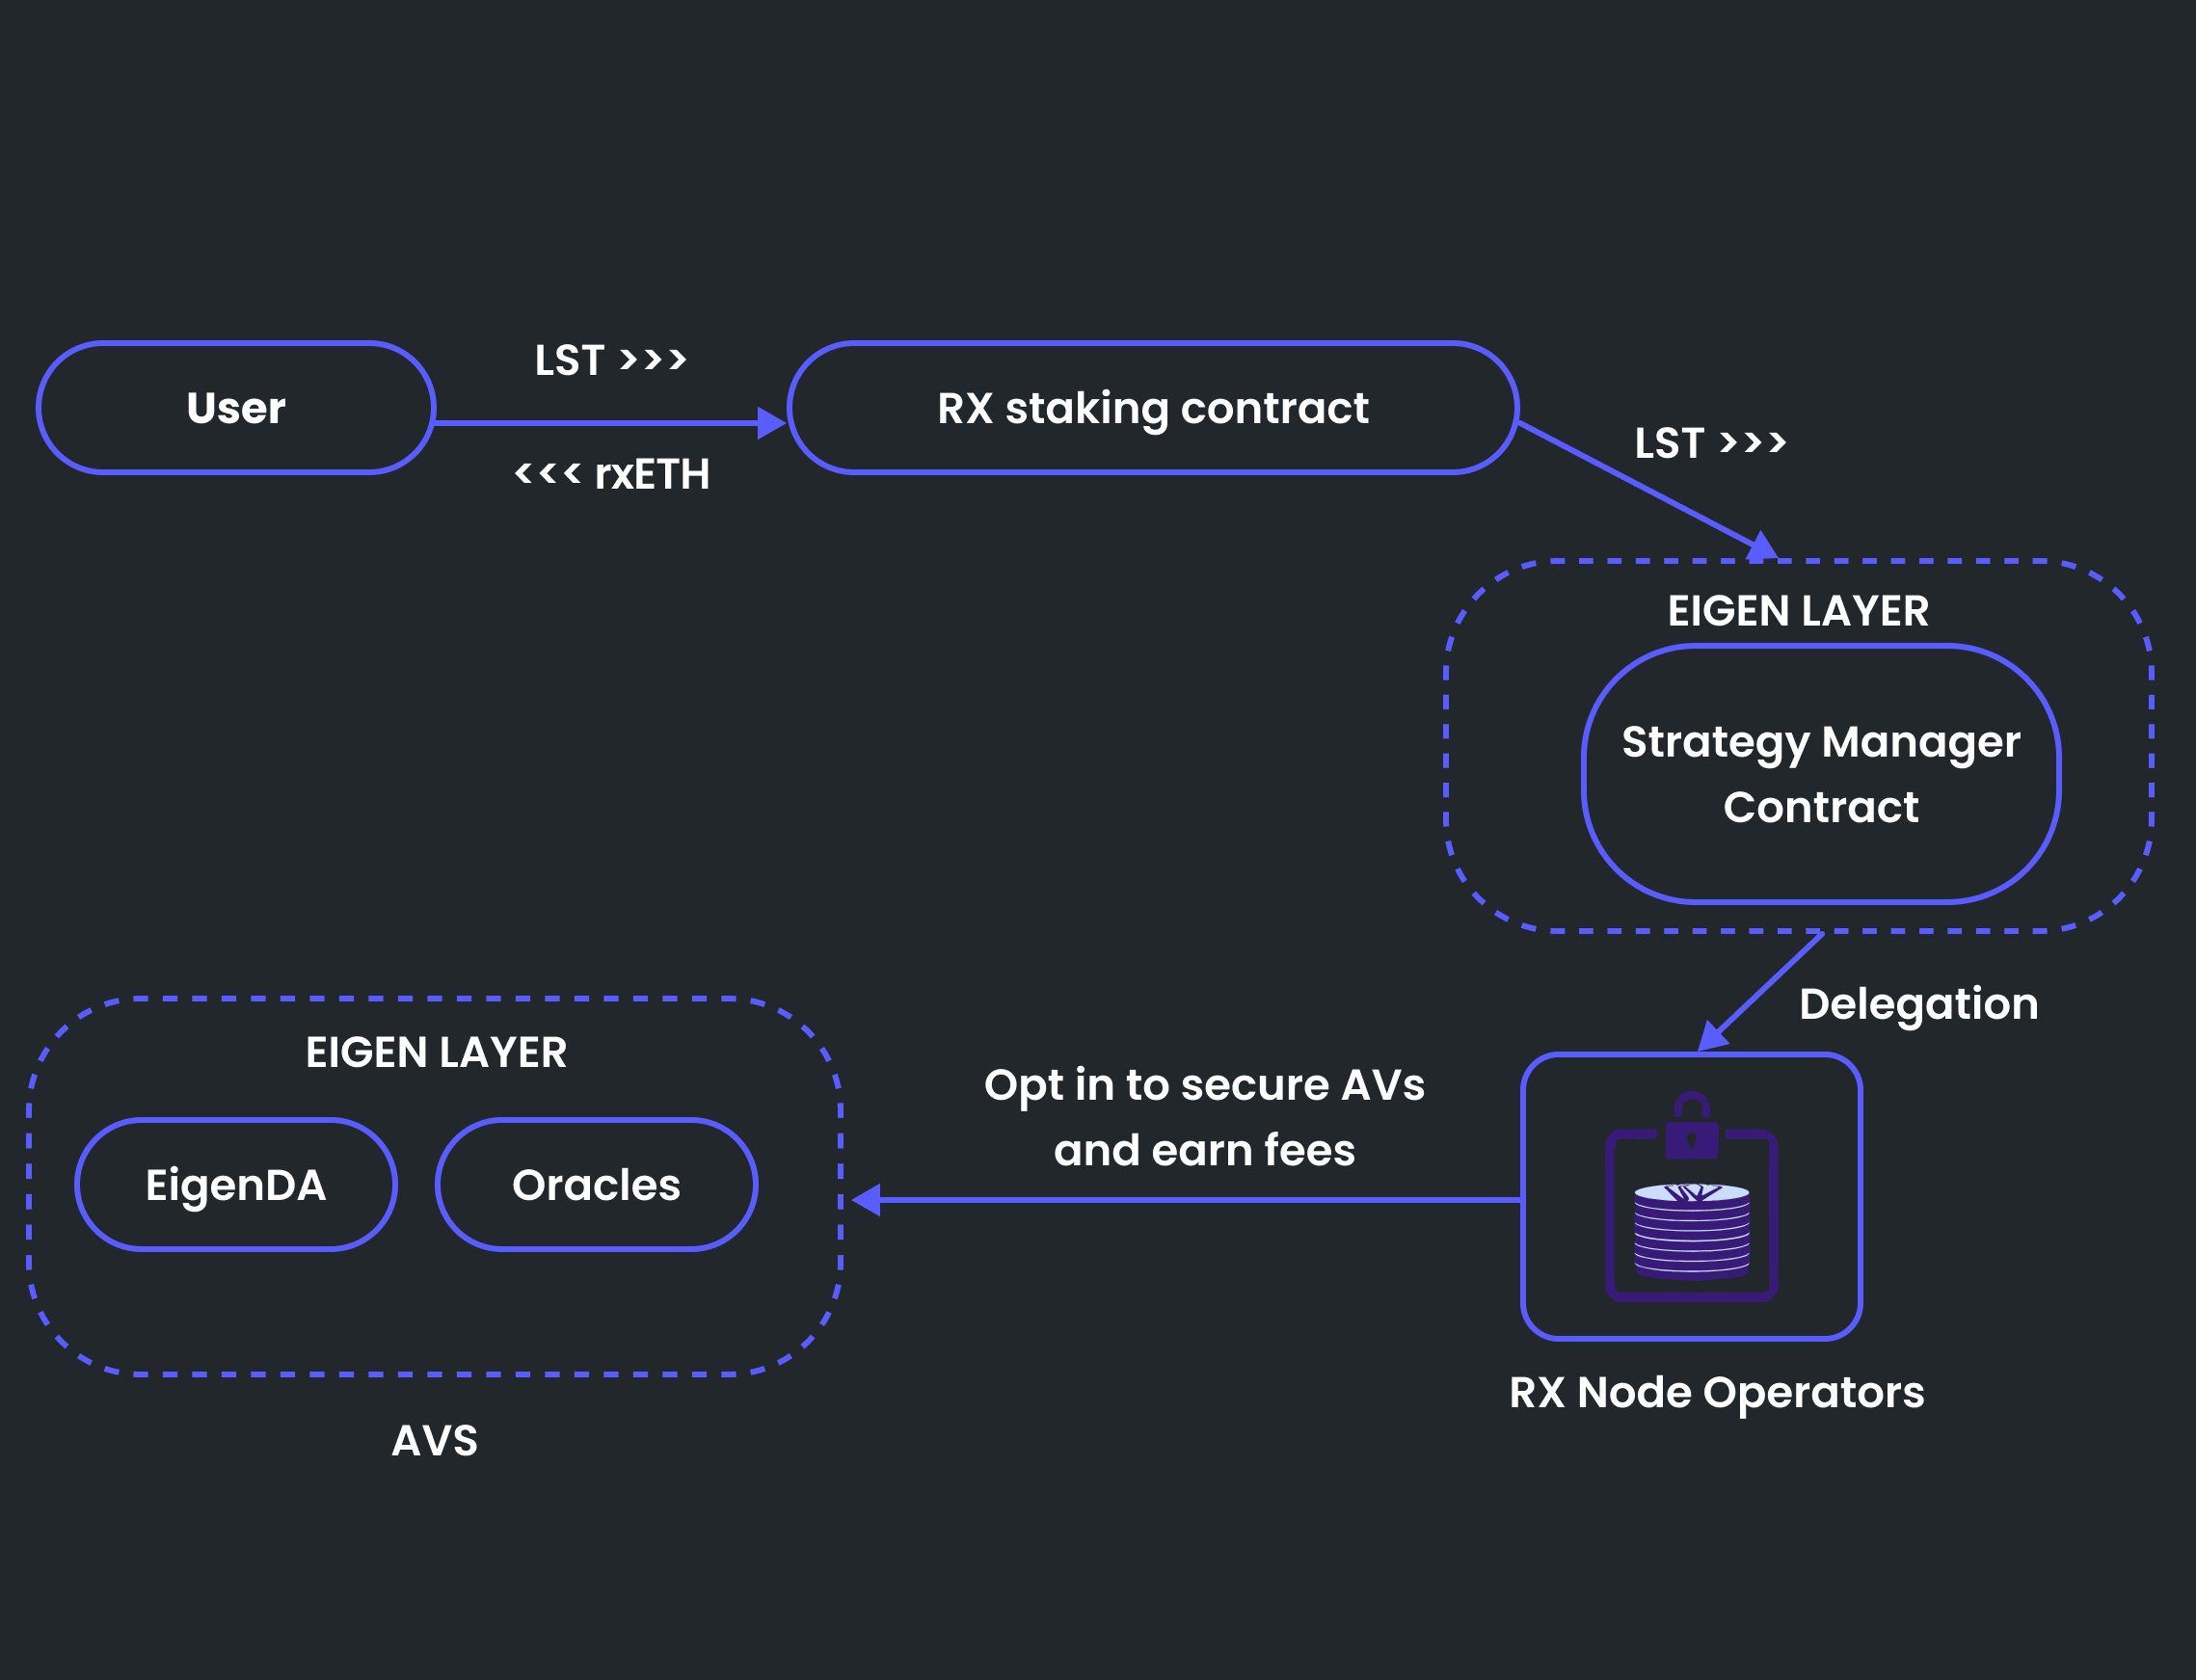 User
LST >>>
<<< rxETH
RX staking contract
LST >>>
EIGEN LAYER
Strategy Manager
Contract
Delegation
RX Node Operators
Opt in to secure AVs
and earn fees
EIGEN LAYER
EigenDA
Oracles
AVS